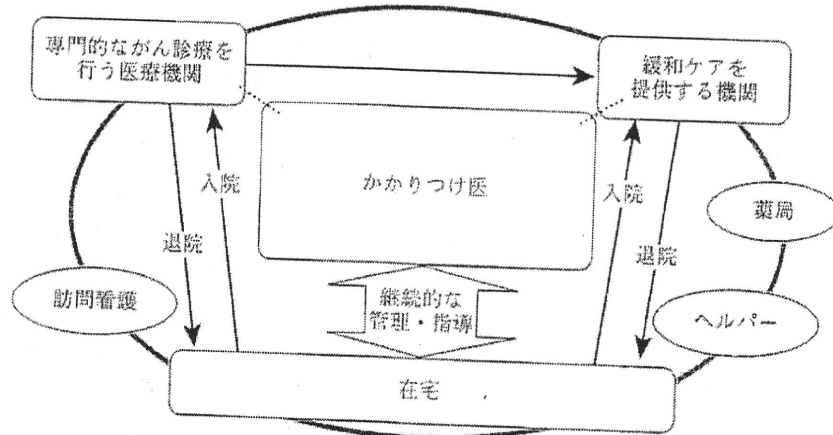 専門的ながん診療を
行う医療機関
緩和ケアを
提供する機関
かかりつけ医
入院
退院
入院
退院
薬局
訪問看護
継続的な
管理・指導
ヘルパー
在宅